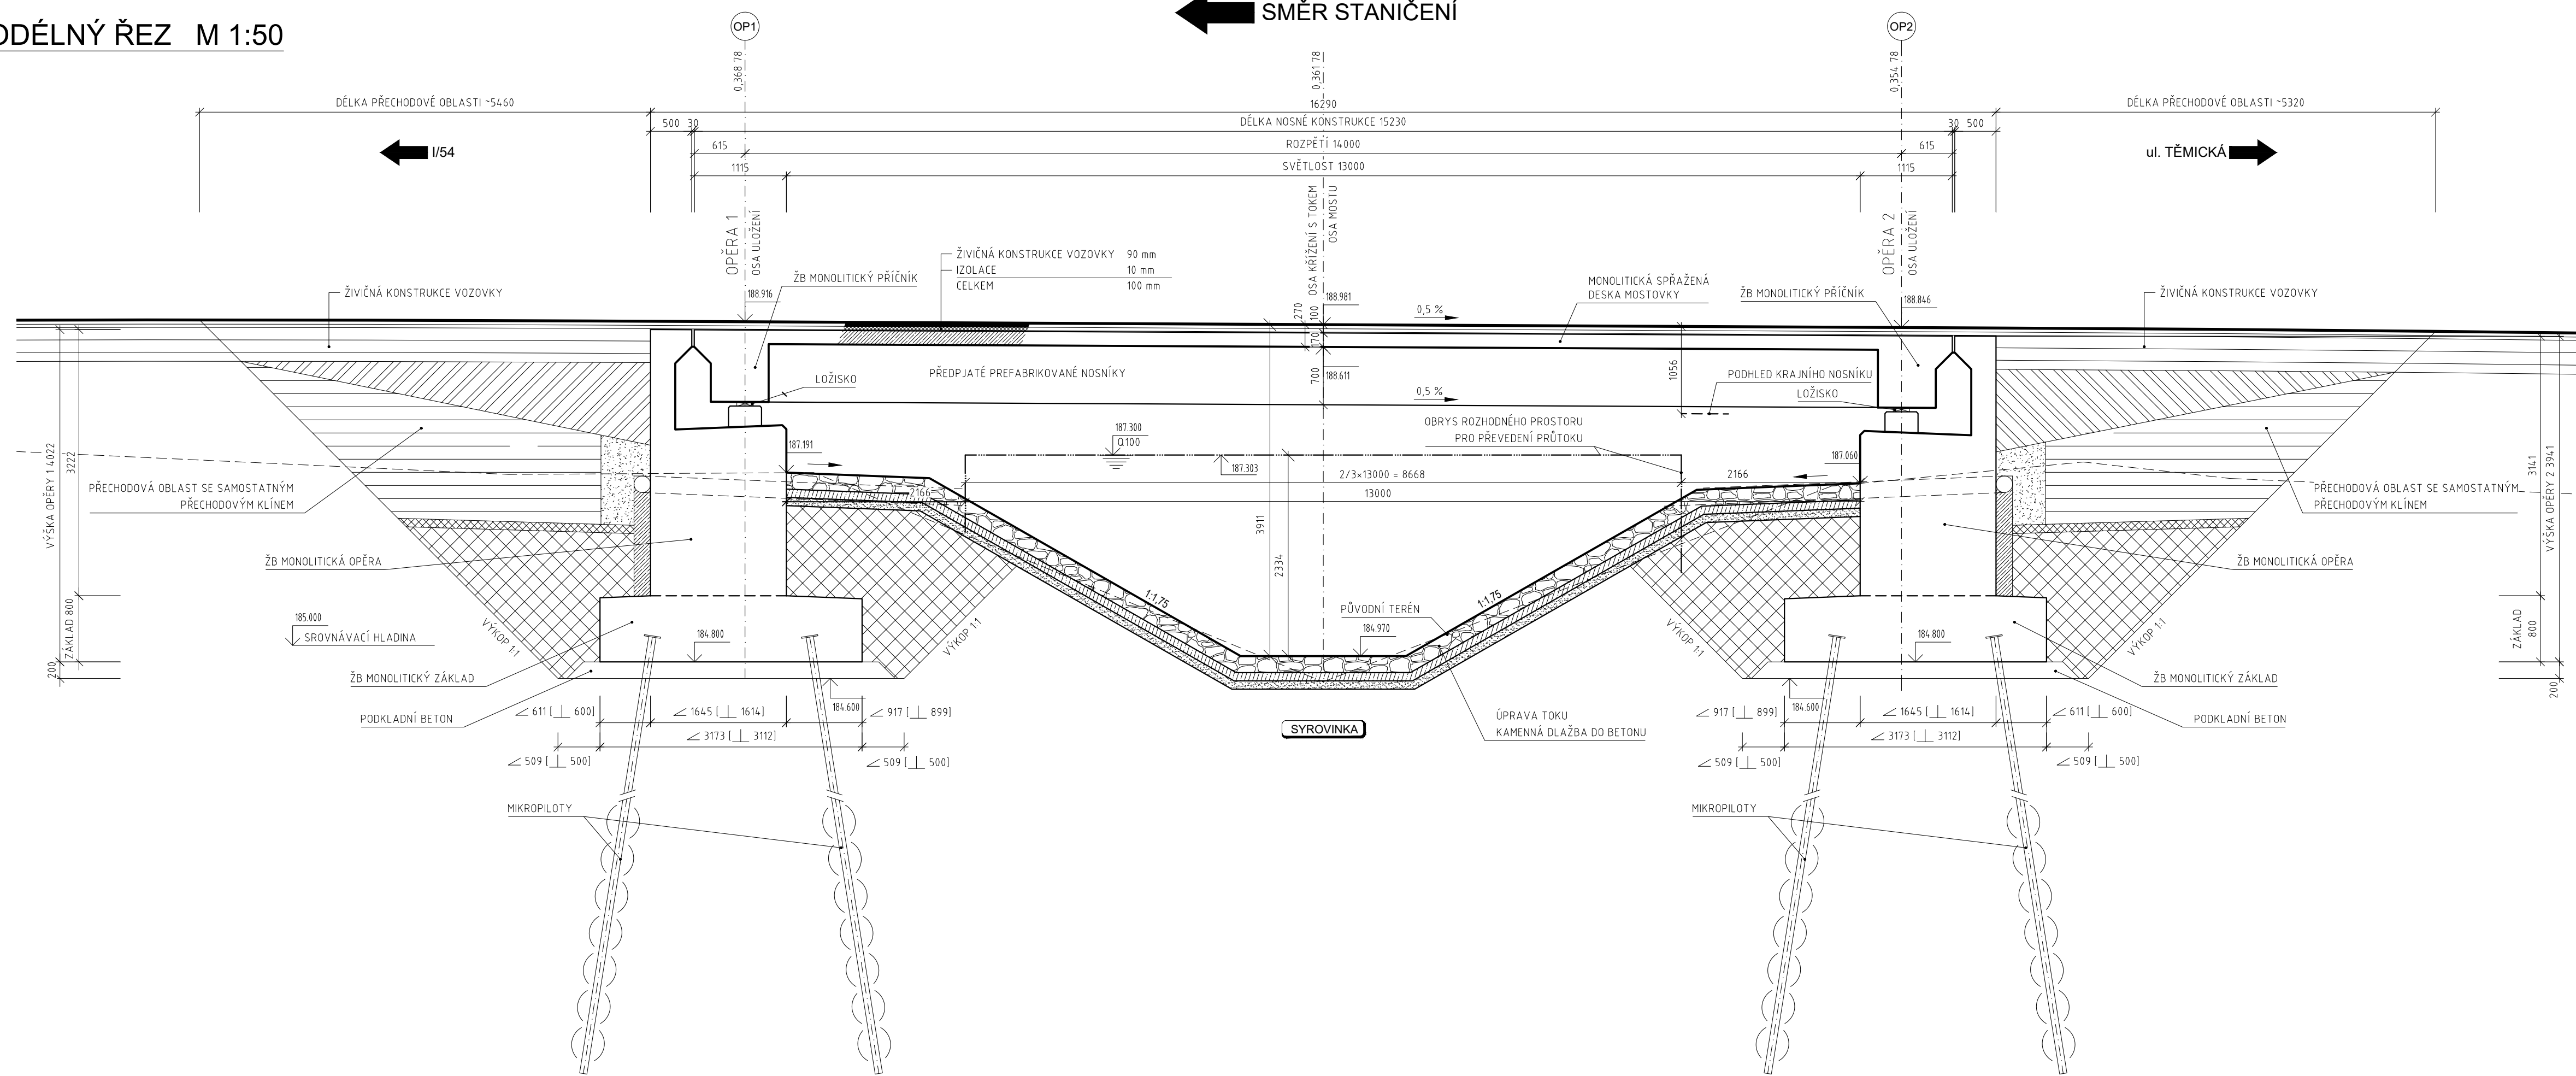 ODÉLNÝ ŘEZ M 1:50
SMĚR STANIČENÍ
OP1
OP2
0,368 78
0,361 78
0,354 78
DÉLKA PŘECHODOVÉ OBLASTI ~5460
16290
DÉLKA PŘECHODOVÉ OBLASTI ~5320
500 30
DÉLKA NOSNÉ KONSTRUKCE 15230
30 500
I/54
615
ROZPĚTÍ 14000
615
ul. TĚMICKÁ
1115
SVĚTLOST 13000
1115
OPĚRA 1
OSA ULOŽENÍ
OSA KŘÍŽENÍ S TOKEM
OSA MOSTU
OPĚRA 2
OSA ULOŽENÍ
ŽIVIČNÁ KONSTRUKCE VOZOVKY 90 mm
IZOLACE 10 mm
CELKEM 100 mm
ŽB MONOLITICKÝ PŘÍČNÍK
MONOLITICKÁ SPŘAŽENÁ
DESKA MOSTOVKY
ŽB MONOLITICKÝ PŘÍČNÍK
ŽIVIČNÁ KONSTRUKCE VOZOVKY
188.916
188.981
188.846
ŽIVIČNÁ KONSTRUKCE VOZOVKY
270
100
170
700
0,5 %
188.611
1056
PŘEDPJATÉ PREFABRIKOVANÉ NOSNÍKY
LOŽISKO
PODHLED KRAJNÍHO NOSNÍKU
LOŽISKO
0,5 %
OBRYS ROZHODNÉHO PROSTORU
PRO PŘEVEDENÍ PRŮTOKU
187.300
Q100
187.303
187.191
187.060
2/3×13000 = 8668
2166
2166
13000
3911
2334
VÝŠKA OPĚRY 1 4022
3222
PŘECHODOVÁ OBLAST SE SAMOSTATNÝM
PŘECHODOVÝM KLÍNEM
PŘECHODOVÁ OBLAST SE SAMOSTATNÝM
PŘECHODOVÝM KLÍNEM
3141
VÝŠKA OPĚRY 2 3941
ŽB MONOLITICKÁ OPĚRA
ŽB MONOLITICKÁ OPĚRA
1:1,75
1:1,75
PŮVODNÍ TERÉN
184.970
185.000
SROVNÁVACÍ HLADINA
ZÁKLAD 800
200
VÝKOP 1:1
VÝKOP 1:1
VÝKOP 1:1
VÝKOP 1:1
184.800
184.800
ZÁKLAD
800
200
ŽB MONOLITICKÝ ZÁKLAD
ŽB MONOLITICKÝ ZÁKLAD
184.600
184.600
PODKLADNÍ BETON
PODKLADNÍ BETON
∠ 611 [⊥ 600]
∠ 1645 [⊥ 1614]
∠ 917 [⊥ 899]
∠ 917 [⊥ 899]
∠ 1645 [⊥ 1614]
∠ 611 [⊥ 600]
SYROVINKA
ÚPRAVA TOKU
KAMENNÁ DLAŽBA DO BETONU
∠ 3173 [⊥ 3112]
∠ 3173 [⊥ 3112]
∠ 509 [⊥ 500]
∠ 509 [⊥ 500]
∠ 509 [⊥ 500]
∠ 509 [⊥ 500]
MIKROPILOTY
MIKROPILOTY